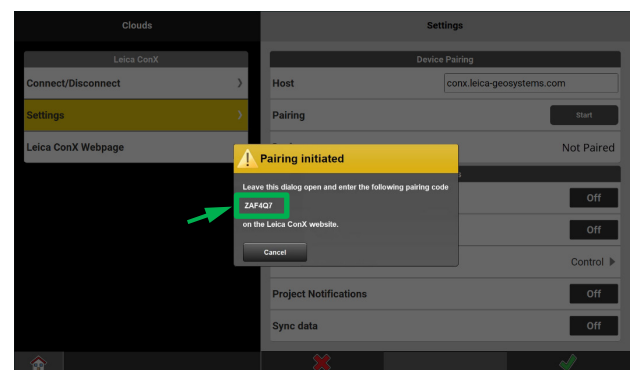 Clouds
Settings
Leica ConX
Connect/Disconnect
Settings
Leica ConX Webpage
Device Pairing
Host
conx.leica-geosystems.com
Pairing
Start
Not Paired
Pairing initiated
Leave this dialog open and enter the following pairing code
ZAF4Q7
on the Leica ConX website.
Cancel
Off
Off
Control
Project Notifications
Off
Sync data
Off